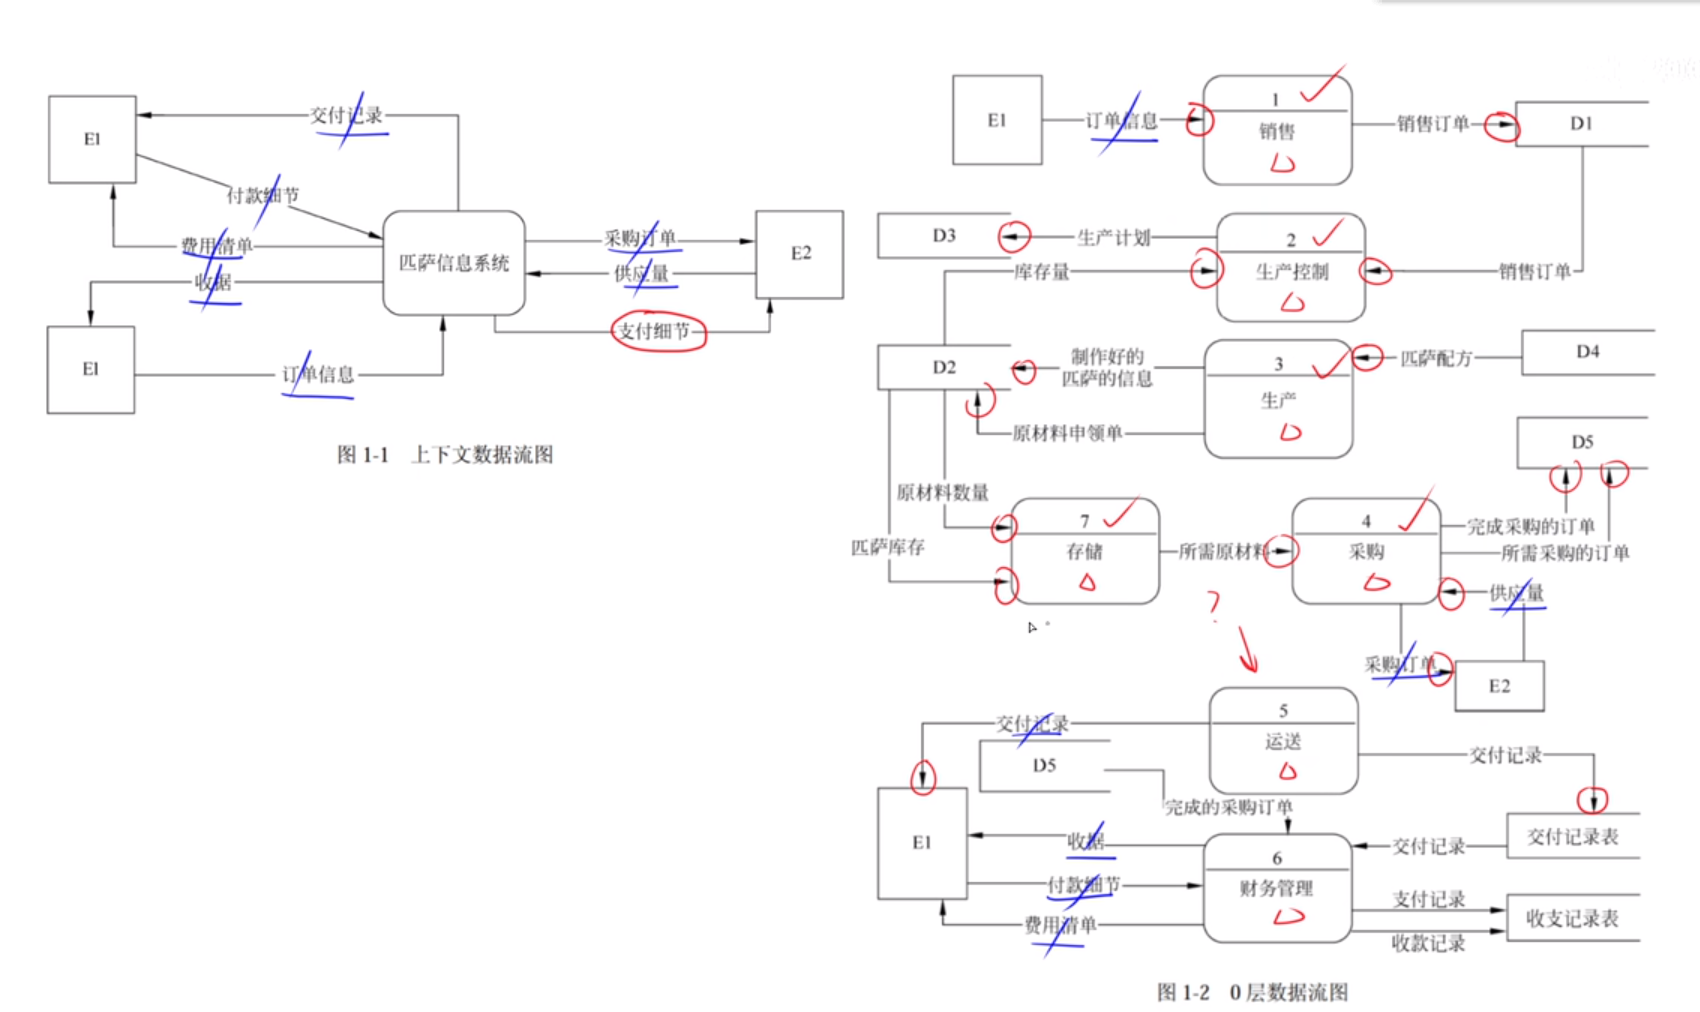 交付记录
E1
付款细节
费用清单
收据
E1
订单信息
匹萨信息系统
采购订单
供应量
支付细节
E2
图 1-1 上下文数据流图
E1
订单信息
1
销售
销售订单
D1
D3
生产计划
2
生产控制
库存量
销售订单
D2
制作好的
匹萨的信息
3
生产
匹萨配方
D4
原材料申领单
D5
原材料数量
匹萨库存
7
存储
所需原材料
4
采购
完成采购的订单
所需采购的订单
供应量
采购订单
E2
?
5
运送
交付记录
交付记录
D5
完成的采购订单
E1
收据
付款细节
费用清单
6
财务管理
交付记录
交付记录表
支付记录
收款记录
收支记录表
图 1-2 0 层数据流图